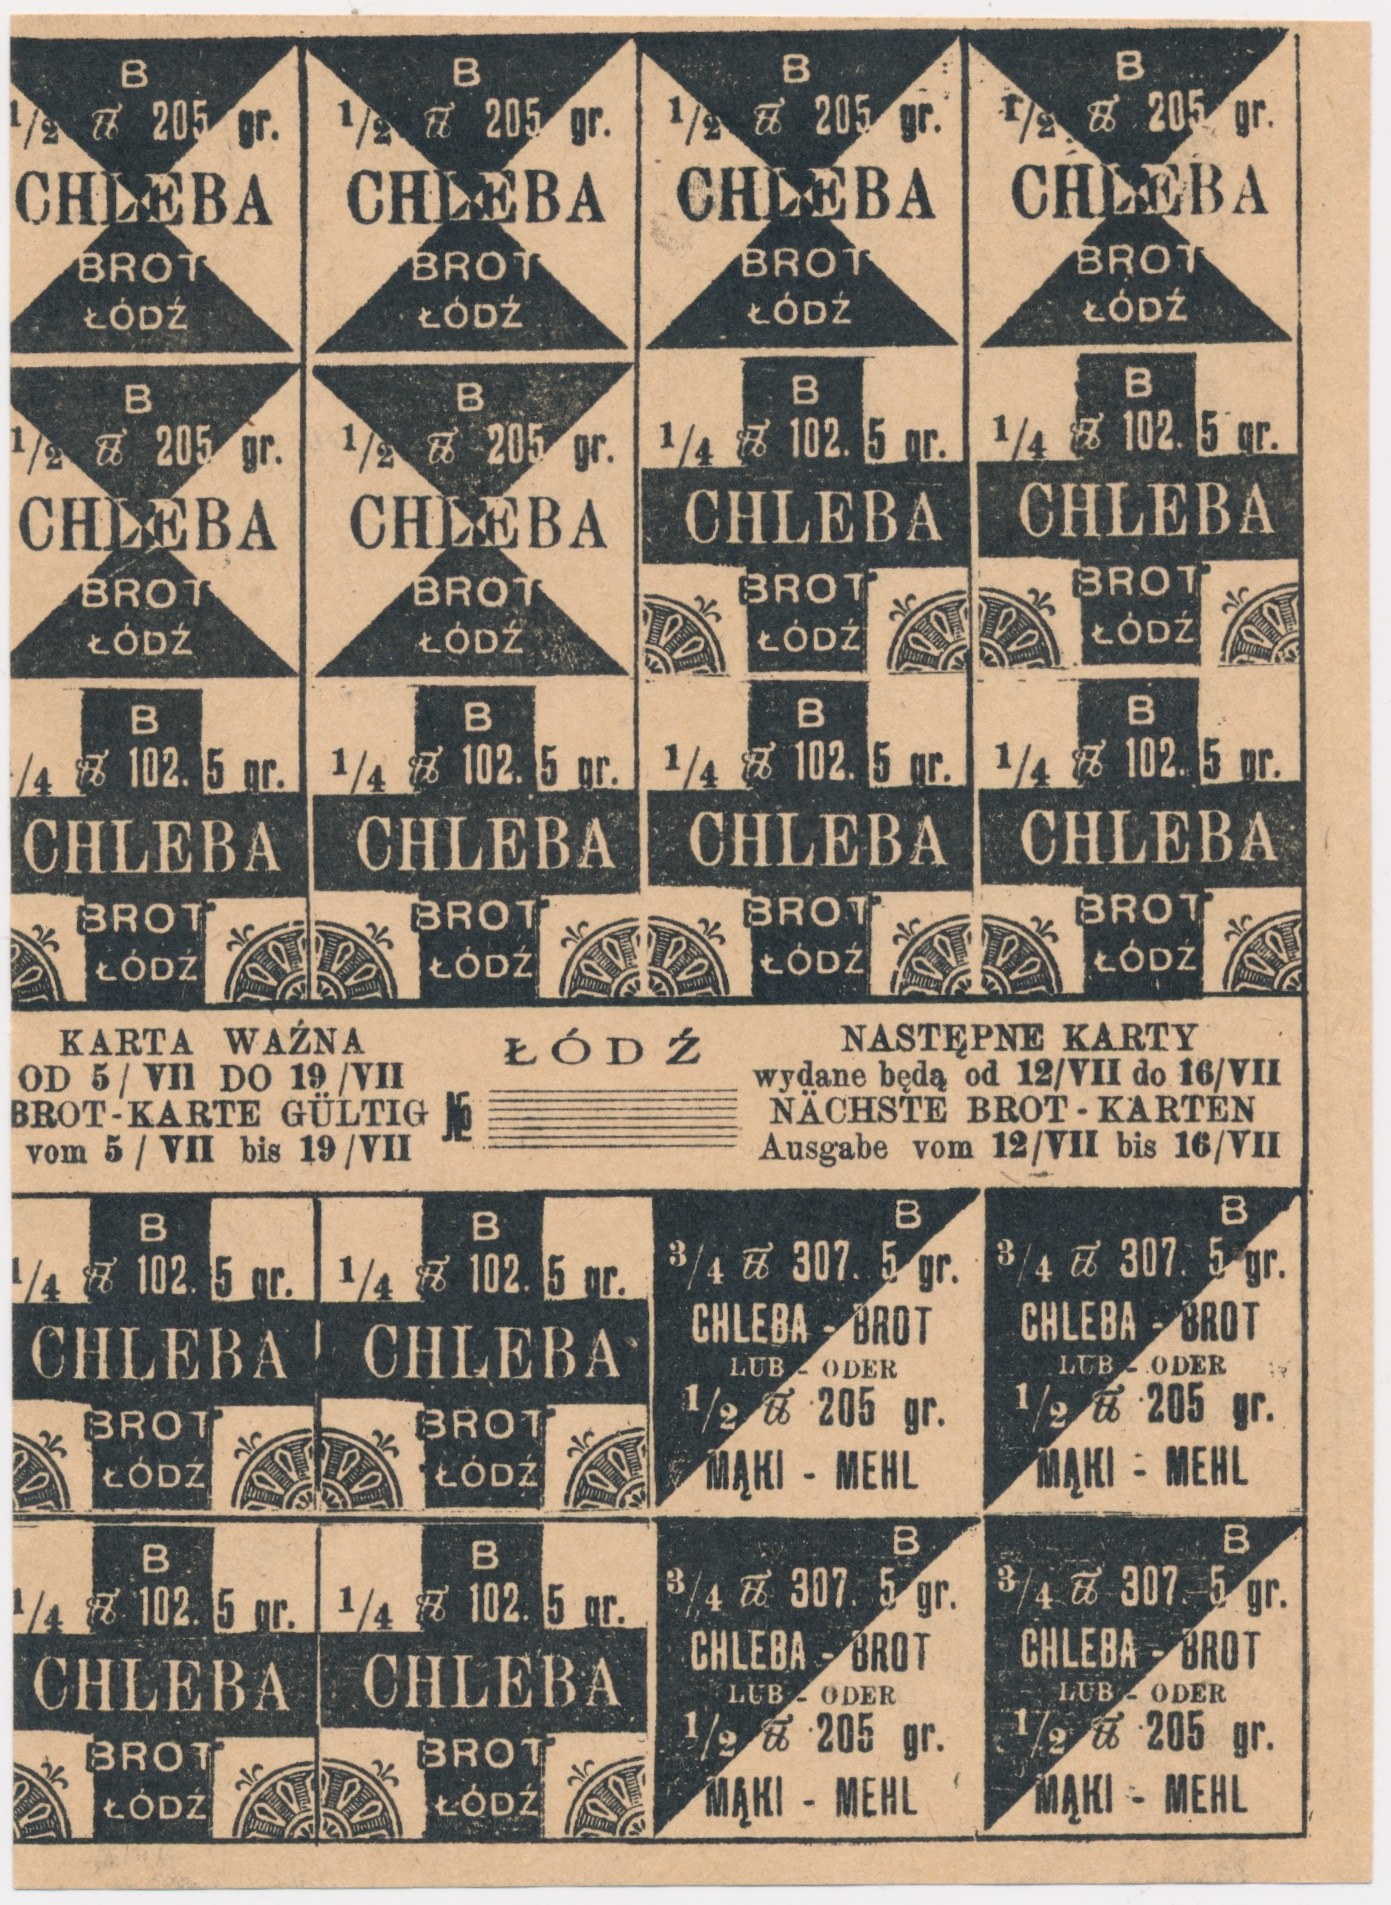 B
1/2 ℔ 205 gr.
CHLEBA
BROT
ŁÓDŹ
B
1/2 ℔ 205 gr.
CHLEBA
BROT
ŁÓDŹ
B
1/2 ℔ 205 gr.
CHLEBA
BROT
ŁÓDŹ
B
1/2 ℔ 205 gr.
CHLEBA
BROT
ŁÓDŹ
B
1/2 ℔ 205 gr.
CHLEBA
BROT
ŁÓDŹ
B
1/2 ℔ 205 gr.
CHLEBA
BROT
ŁÓDŹ
B
1/4 ℔ 102. 5 gr.
CHLEBA
BROT
ŁÓDŹ
B
1/4 ℔ 102. 5 gr.
CHLEBA
BROT
ŁÓDŹ
B
/4 ℔ 102. 5 gr.
CHLEBA
BROT
ŁÓDŹ
B
1/4 ℔ 102. 5 gr.
CHLEBA
BROT
ŁÓDŹ
B
1/4 ℔ 102. 5 gr.
CHLEBA
BROT
ŁÓDŹ
B
1/4 ℔ 102. 5 gr.
CHLEBA
BROT
ŁÓDŹ
KARTA WAŹNA
OD 5/VII DO 19/VII
BROT-KARTE GÜLTIG
vom 5/VII bis 19/VII
ŁÓDŹ
№
NASTĘPNE KARTY
wydane będą od 12/VII do 16/VII
NÄCHSTE BROT-KARTEN
Ausgabe vom 12/VII bis 16/VII
B
1/4 ℔ 102. 5 gr.
CHLEBA
BROT
ŁÓDŹ
B
1/4 ℔ 102. 5 gr.
CHLEBA
BROT
ŁÓDŹ
B
3/4 ℔ 307. 5 gr.
CHLEBA - BROT
LUB - ODER
1/2 ℔ 205 gr.
MĄKI - MEHL
B
3/4 ℔ 307. 5 gr.
CHLEBA - BROT
LUB - ODER
1/2 ℔ 205 gr.
MĄKI - MEHL
B
1/4 ℔ 102. 5 gr.
CHLEBA
BROT
ŁÓDŹ
B
1/4 ℔ 102. 5 gr.
CHLEBA
BROT
ŁÓDŹ
B
3/4 ℔ 307. 5 gr.
CHLEBA - BROT
LUB - ODER
1/2 ℔ 205 gr.
MĄKI - MEHL
B
3/4 ℔ 307. 5 gr.
CHLEBA - BROT
LUB - ODER
1/2 ℔ 205 gr.
MĄKI - MEHL